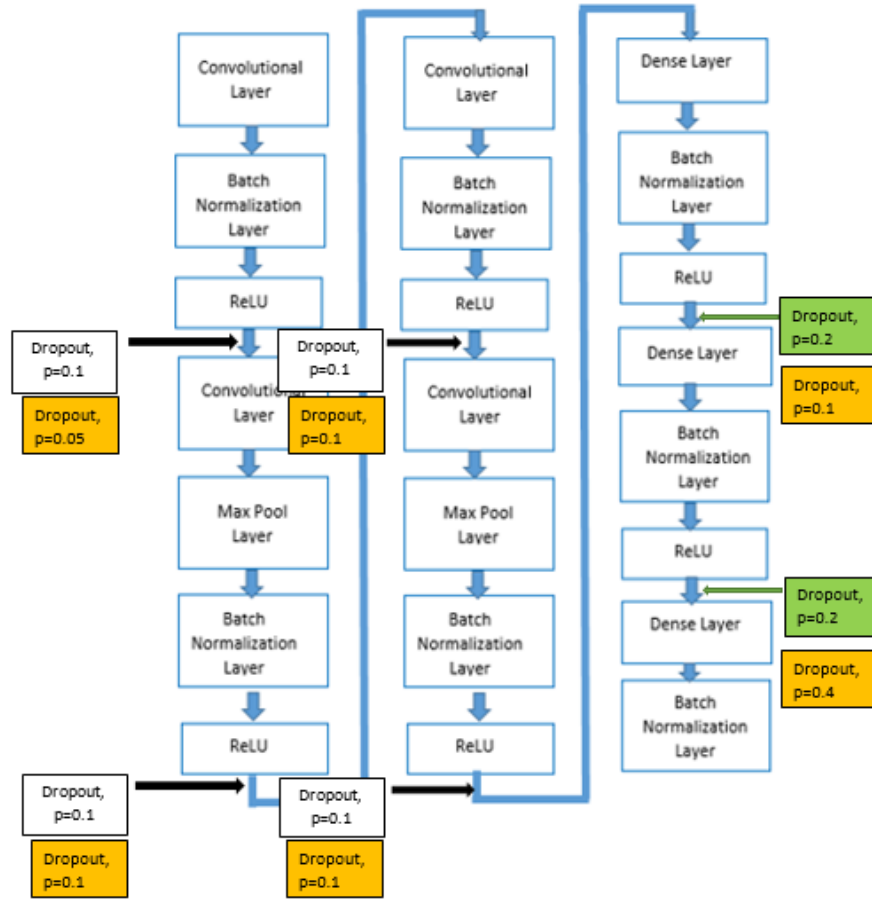 Convolutional
Layer
Batch
Normalization
Layer
ReLU
Dropout,
p=0.1
Dropout,
p=0.05
Convolutional
Layer
Max Pool
Layer
Batch
Normalization
Layer
ReLU
Dropout,
p=0.1
Dropout,
p=0.1
Convolutional
Layer
Batch
Normalization
Layer
ReLU
Dropout,
p=0.1
Dropout,
p=0.1
Convolutional
Layer
Max Pool
Layer
Batch
Normalization
Layer
ReLU
Dropout,
p=0.1
Dropout,
p=0.1
Dense Layer
Batch
Normalization
Layer
ReLU
Dropout,
p=0.2
Dense Layer
Dropout,
p=0.1
Batch
Normalization
Layer
ReLU
Dropout,
p=0.2
Dense Layer
Dropout,
p=0.4
Batch
Normalization
Layer